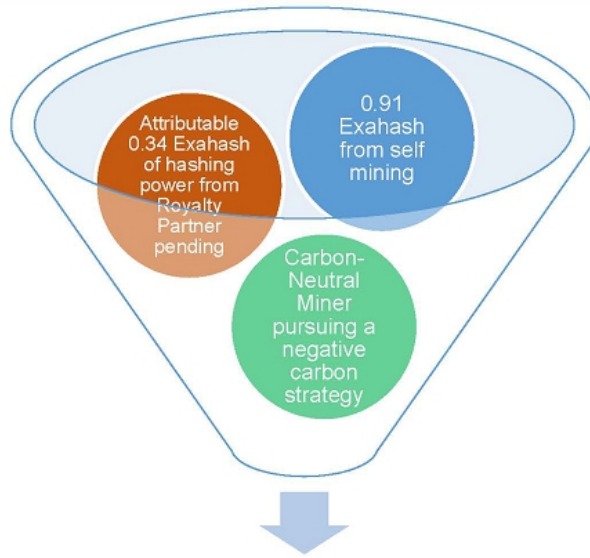 Attributable
0.34 Exahash
of hashing
power from
Royalty
Partner
pending
0.91
Exahash
from self
mining
Carbon-
Neutral
Miner
pursuing a
negative
carbon
strategy